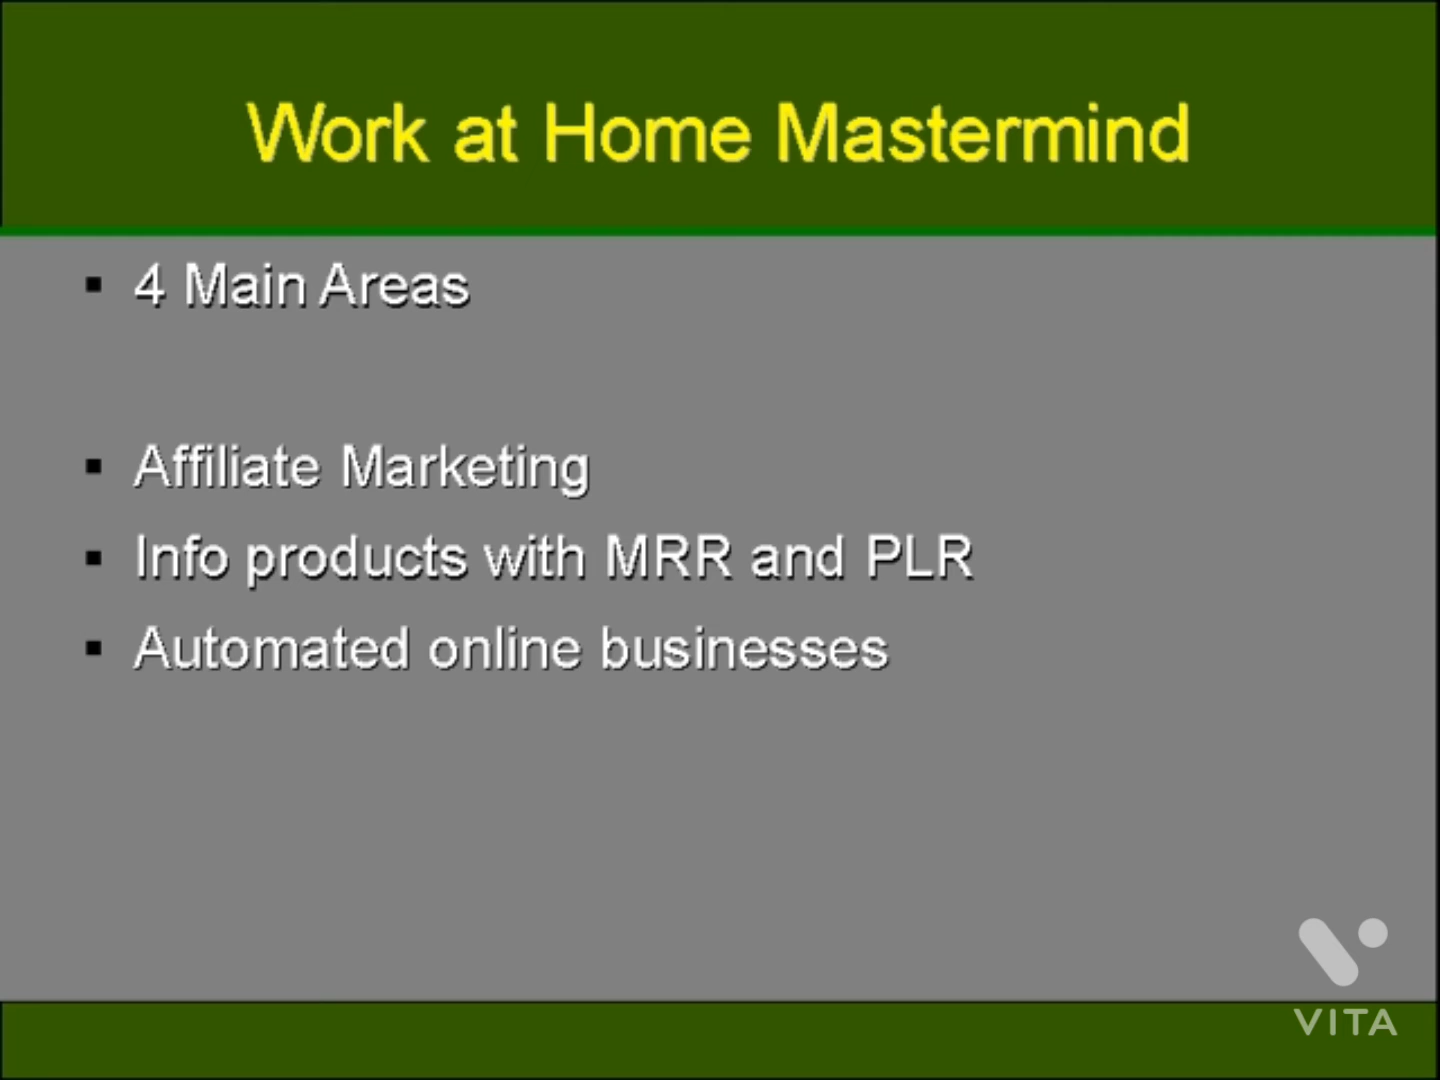 Work at Home Mastermind
4 Main Areas
Affiliate Marketing
Info products with MRR and PLR
Automated online businesses
VITA